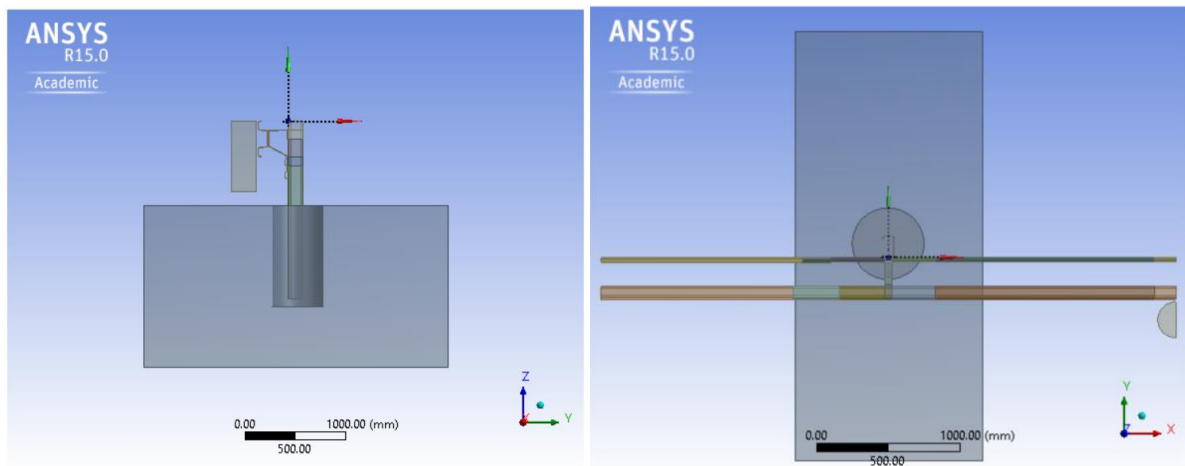 ANSYS
R15.0
Academic
Z
Y
X
0.00 1000.00 (mm)
500.00
ANSYS
R15.0
Academic
Y
Z
X
0.00 1000.00 (mm)
500.00